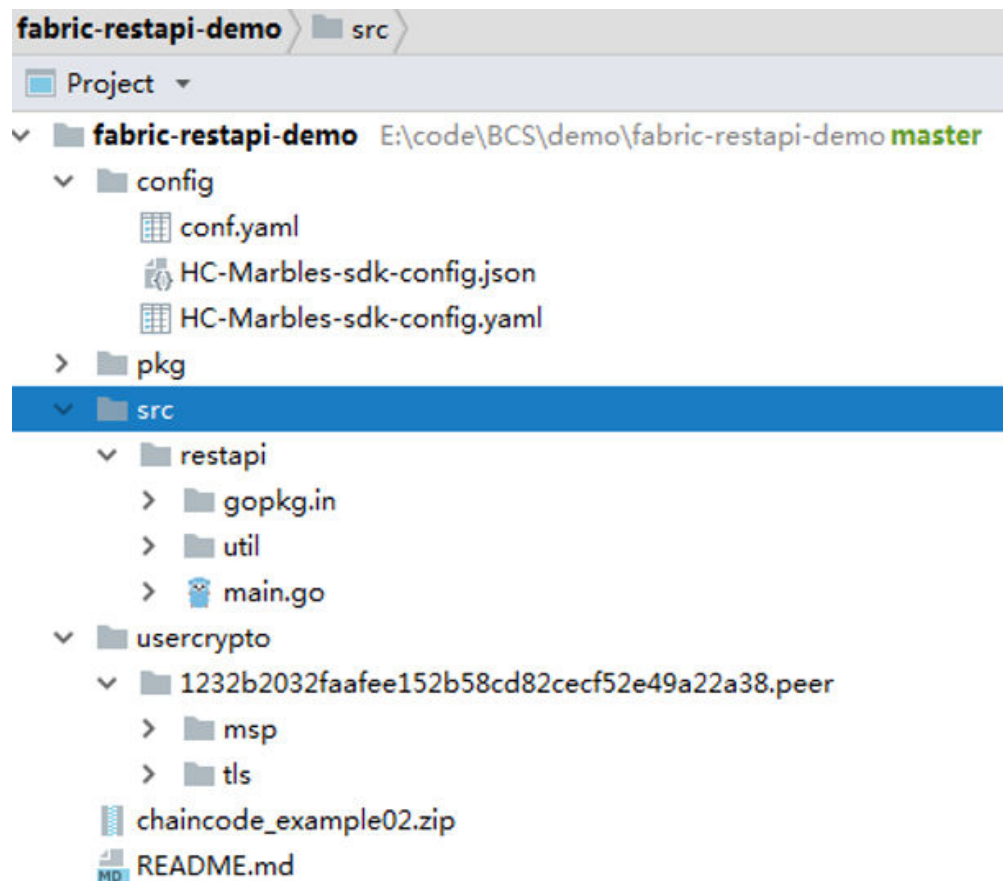 fabric-restapi-demo src
Project
fabric-restapi-demo E:\code\BCS\demo\fabric-restapi-demo master
config
conf.yaml
HC-Marbles-sdk-config.json
HC-Marbles-sdk-config.yaml
pkg
src
restapi
gopkg.in
util
main.go
usercrypto
1232b2032faafee152b58cd82cecf52e49a22a38.peer
msp
tls
chaincode_example02.zip
MD README.md